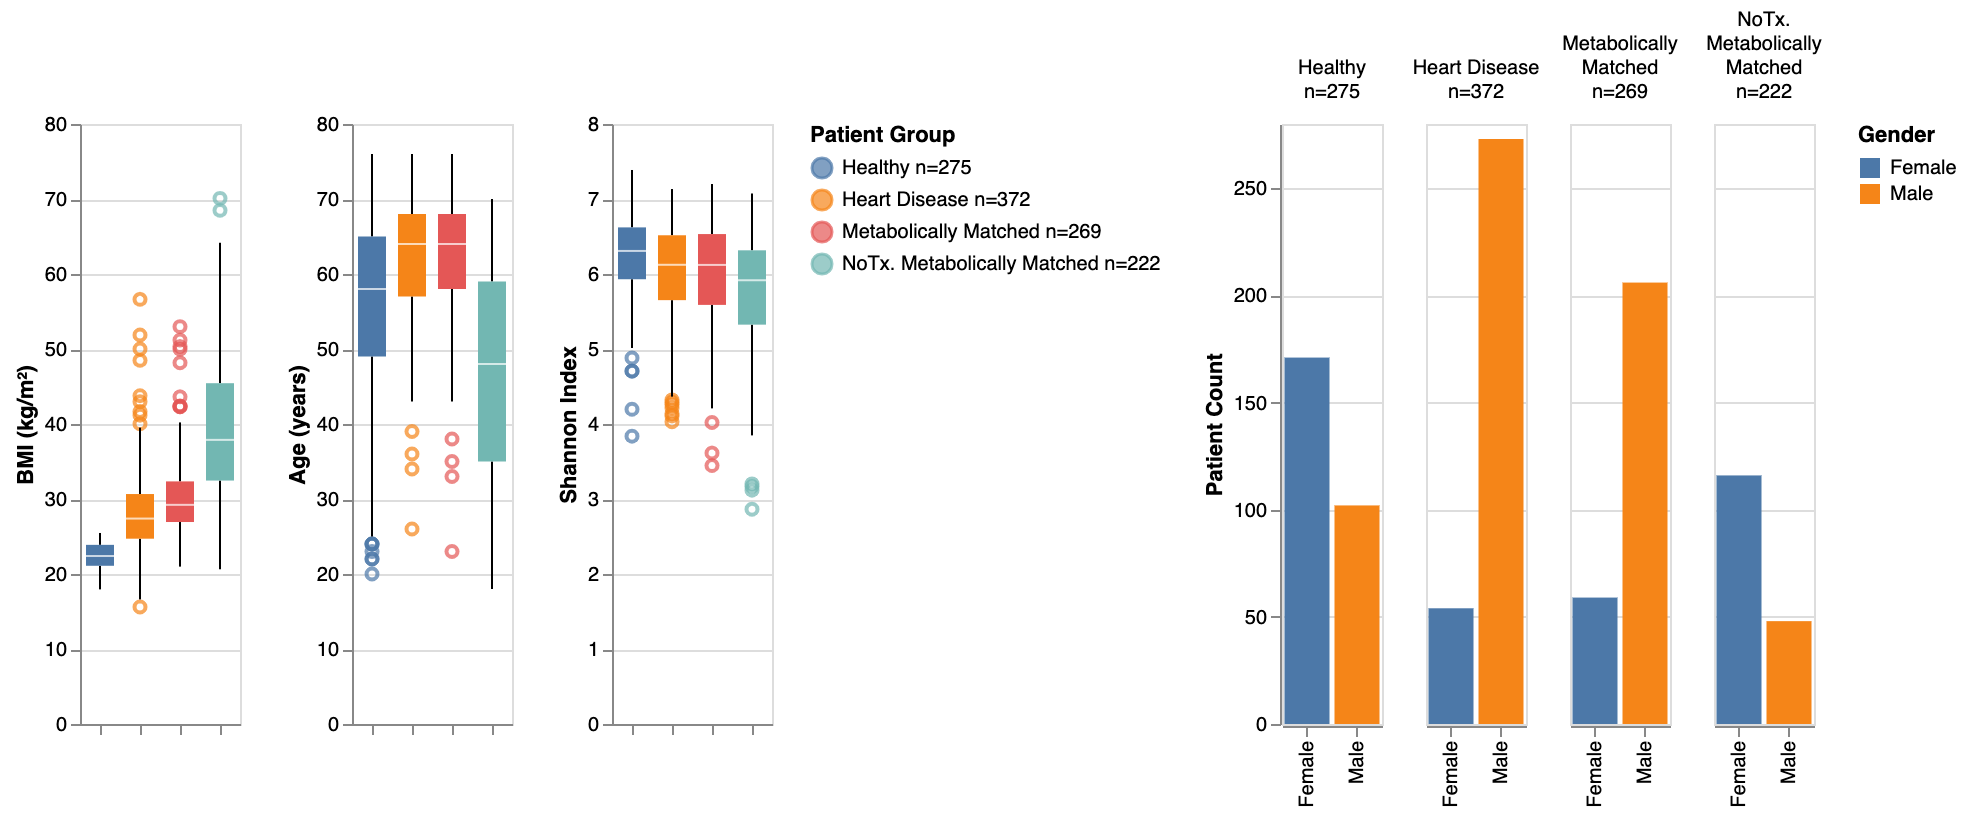 BMI (kg/m²)
80
70
60
50
40
30
20
10
0
Age (years)
80
70
60
50
40
30
20
10
0
Shannon Index
8
7
6
5
4
3
2
1
0
Patient Group
Healthy n=275
Heart Disease n=372
Metabolically Matched n=269
NoTx. Metabolically Matched n=222
Patient Count
250
200
150
100
50
0
Healthy
n=275
Female
Male
Heart Disease
n=372
Female
Male
Metabolically
Matched
n=269
Female
Male
NoTx.
Metabolically
Matched
n=222
Female
Male
Gender
Female
Male